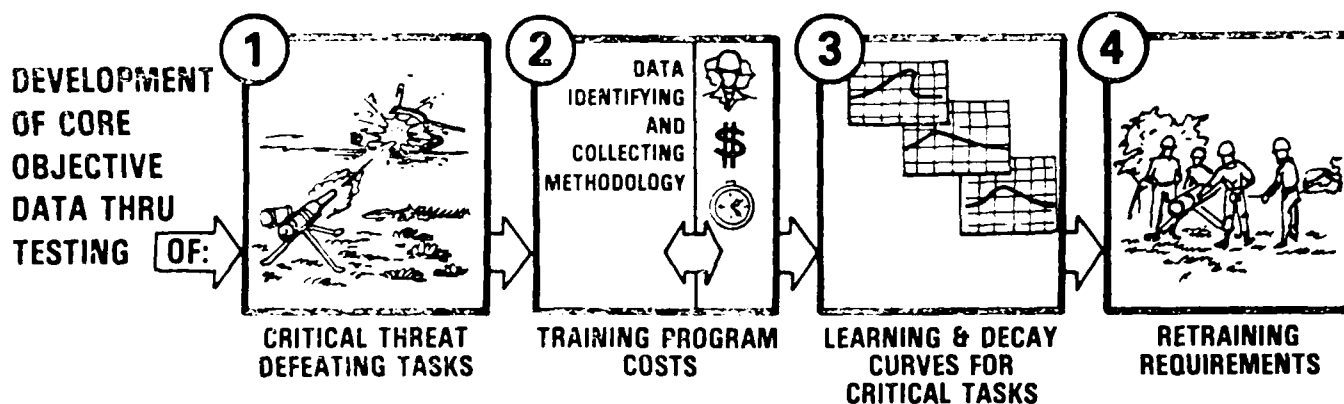 DEVELOPMENT
OF CORE
OBJECTIVE
DATA THRU
TESTING OF:
1
CRITICAL THREAT
DEFEATING TASKS
2
DATA
IDENTIFYING
AND
COLLECTING
METHODOLOGY
$
TRAINING PROGRAM
COSTS
3
LEARNING & DECAY
CURVES FOR
CRITICAL TASKS
4
RETRAINING
REQUIREMENTS